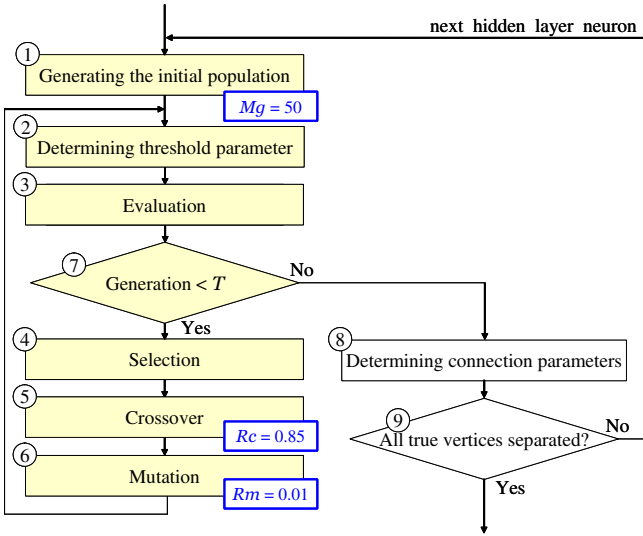 next hidden layer neuron
1
Generating the initial population
Mg = 50
2
Determining threshold parameter
3
Evaluation
7
Generation < T
No
Yes
4
Selection
5
Crossover
Rc = 0.85
6
Mutation
Rm = 0.01
8
Determining connection parameters
9
All true vertices separated?
No
Yes